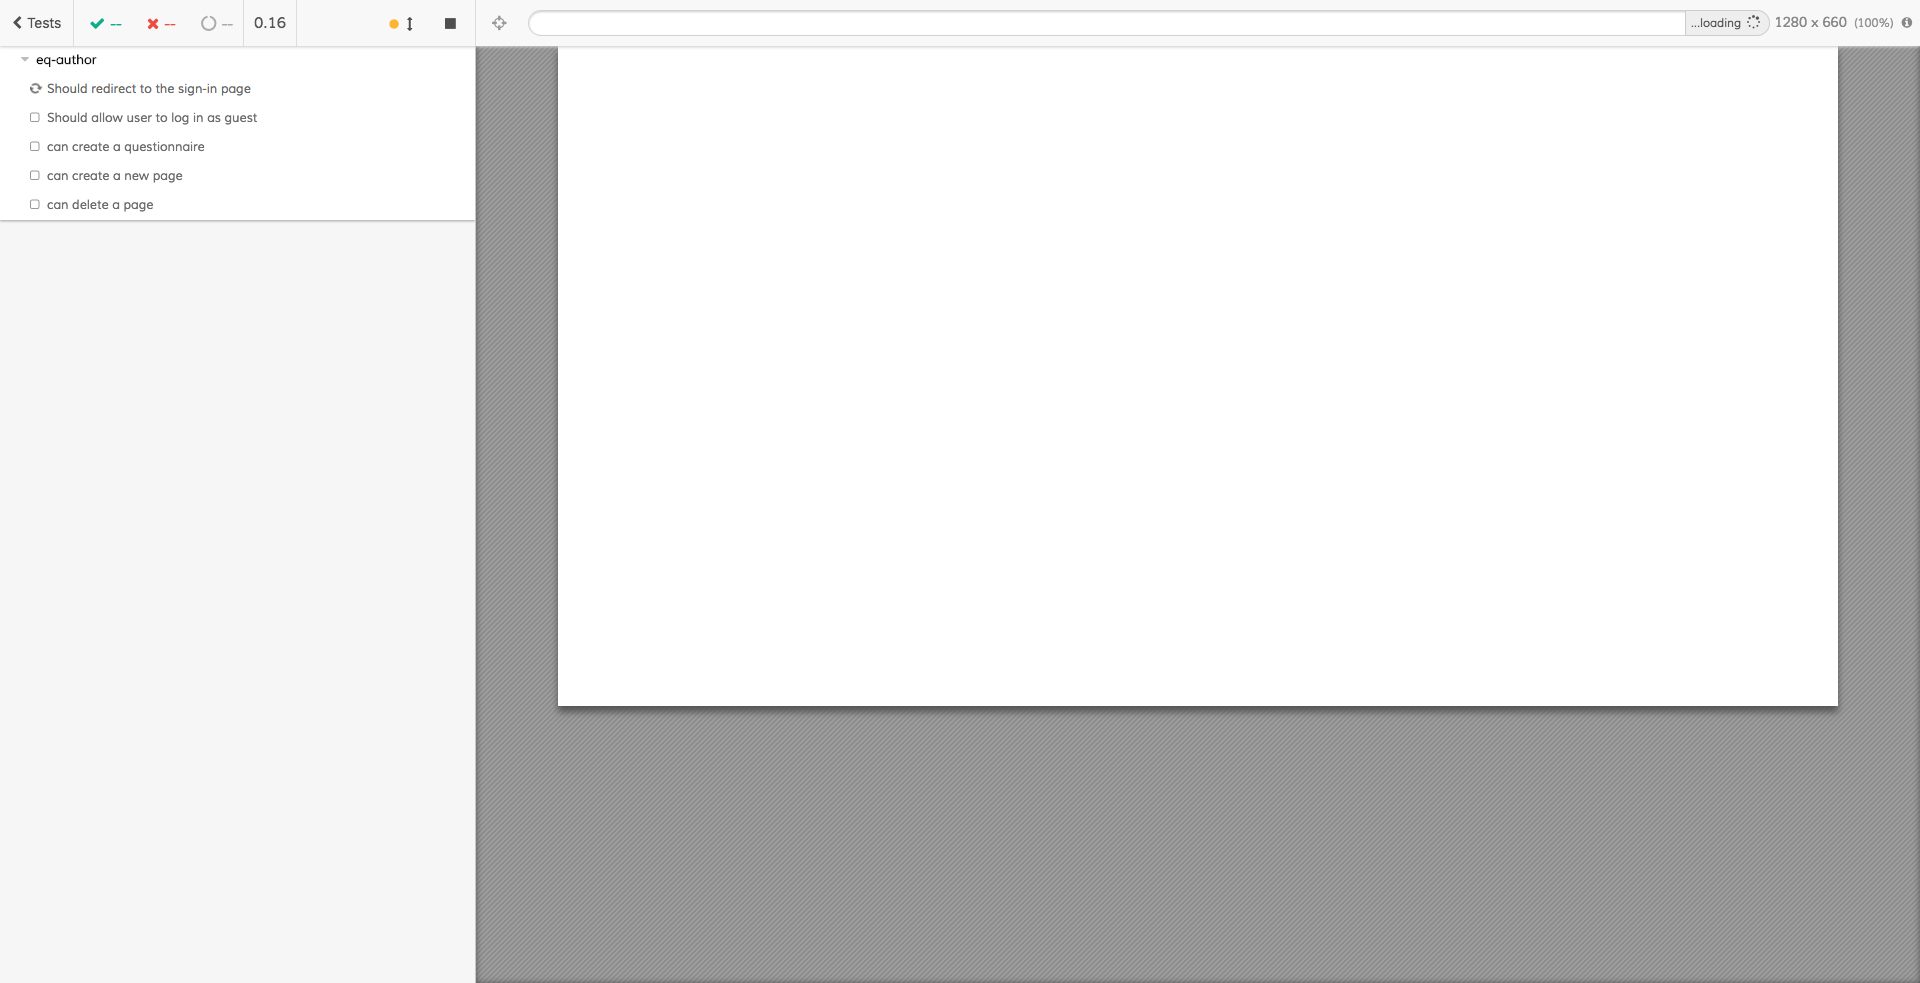 Tests -- -- -- 0.16 ...loading 1280 x 660 (100%)
eq-author
Should redirect to the sign-in page
Should allow user to log in as guest
can create a questionnaire
can create a new page
can delete a page